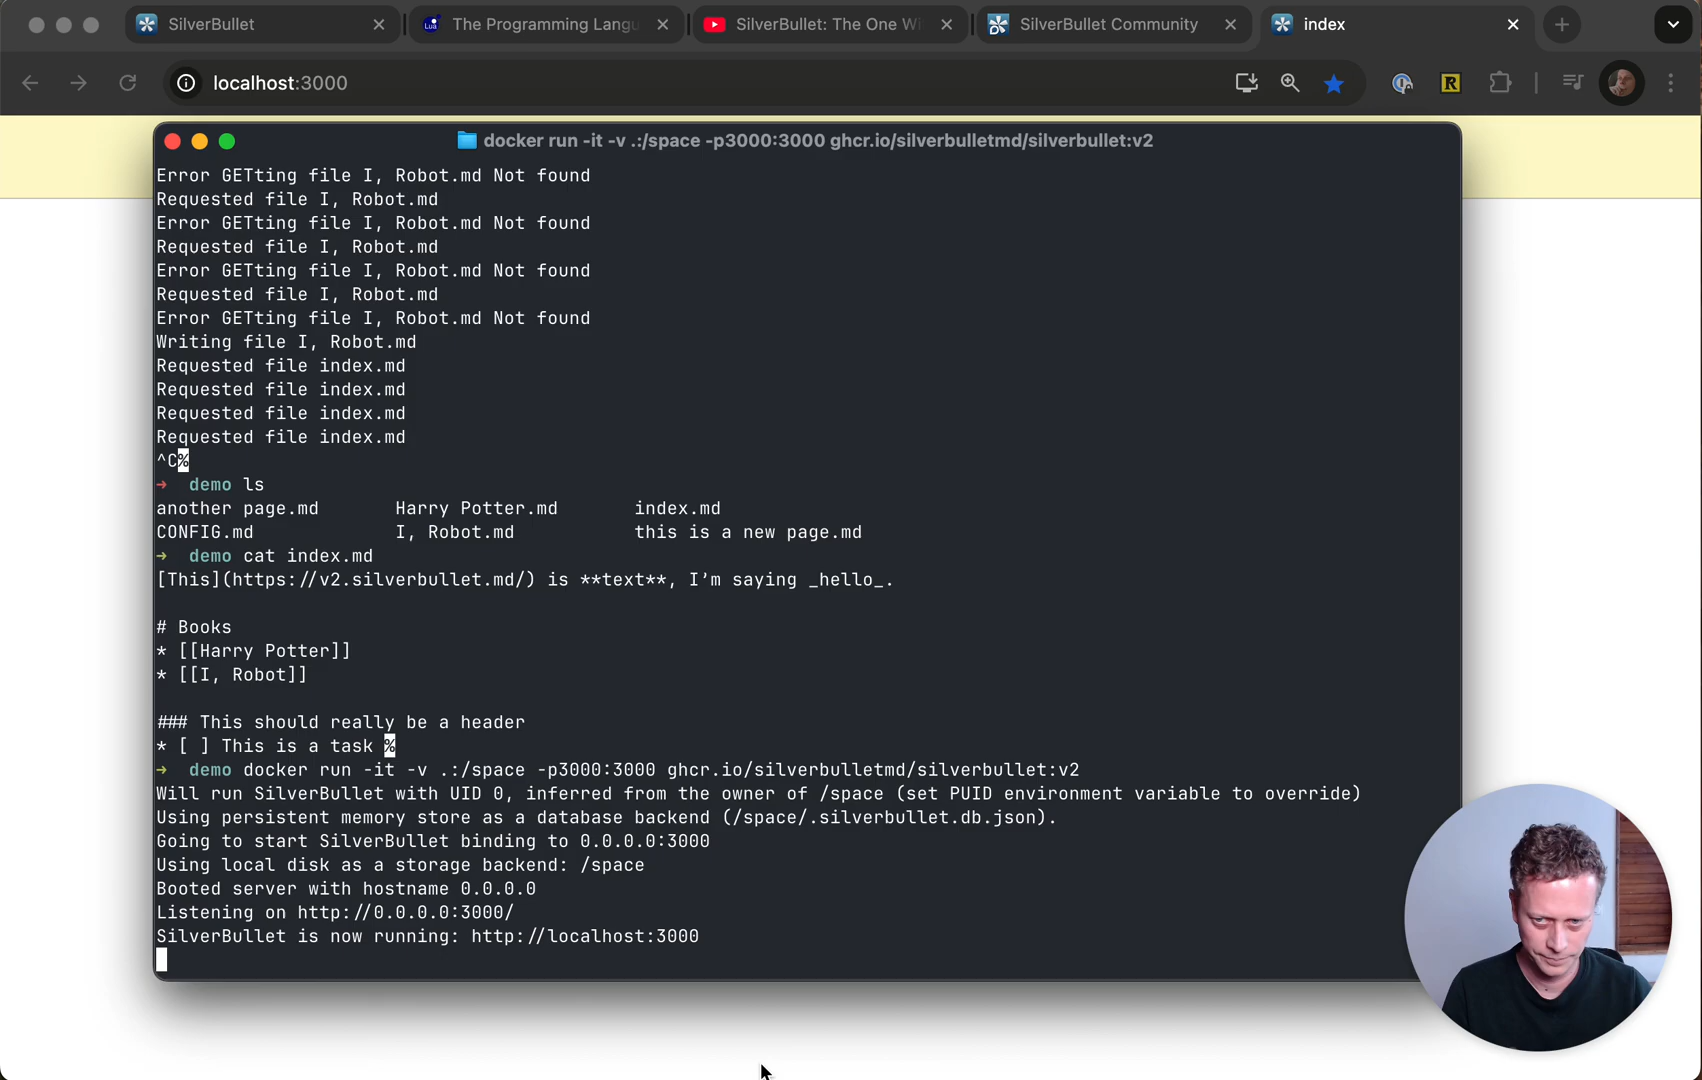 SilverBullet
The Programming Langu
SilverBullet: The One Wi
SilverBullet Community
index
localhost:3000
R
docker run -it -v .:/space -p3000:3000 ghcr.io/silverbulletmd/silverbullet:v2
Error GETting file I, Robot.md Not found
Requested file I, Robot.md
Error GETting file I, Robot.md Not found
Requested file I, Robot.md
Error GETting file I, Robot.md Not found
Requested file I, Robot.md
Error GETting file I, Robot.md Not found
Writing file I, Robot.md
Requested file index.md
Requested file index.md
Requested file index.md
Requested file index.md
^C%
➜ demo ls
another page.md Harry Potter.md index.md
CONFIG.md I, Robot.md this is a new page.md
➜ demo cat index.md
[This](https://v2.silverbullet.md/) is **text**, I’m saying _hello_.
# Books
* [[Harry Potter]]
* [[I, Robot]]
### This should really be a header
* [ ] This is a task %
➜ demo docker run -it -v .:/space -p3000:3000 ghcr.io/silverbulletmd/silverbullet:v2
Will run SilverBullet with UID 0, inferred from the owner of /space (set PUID environment variable to override)
Using persistent memory store as a database backend (/space/.silverbullet.db.json).
Going to start SilverBullet binding to 0.0.0.0:3000
Using local disk as a storage backend: /space
Booted server with hostname 0.0.0.0
Listening on http://0.0.0.0:3000/
SilverBullet is now running: http://localhost:3000